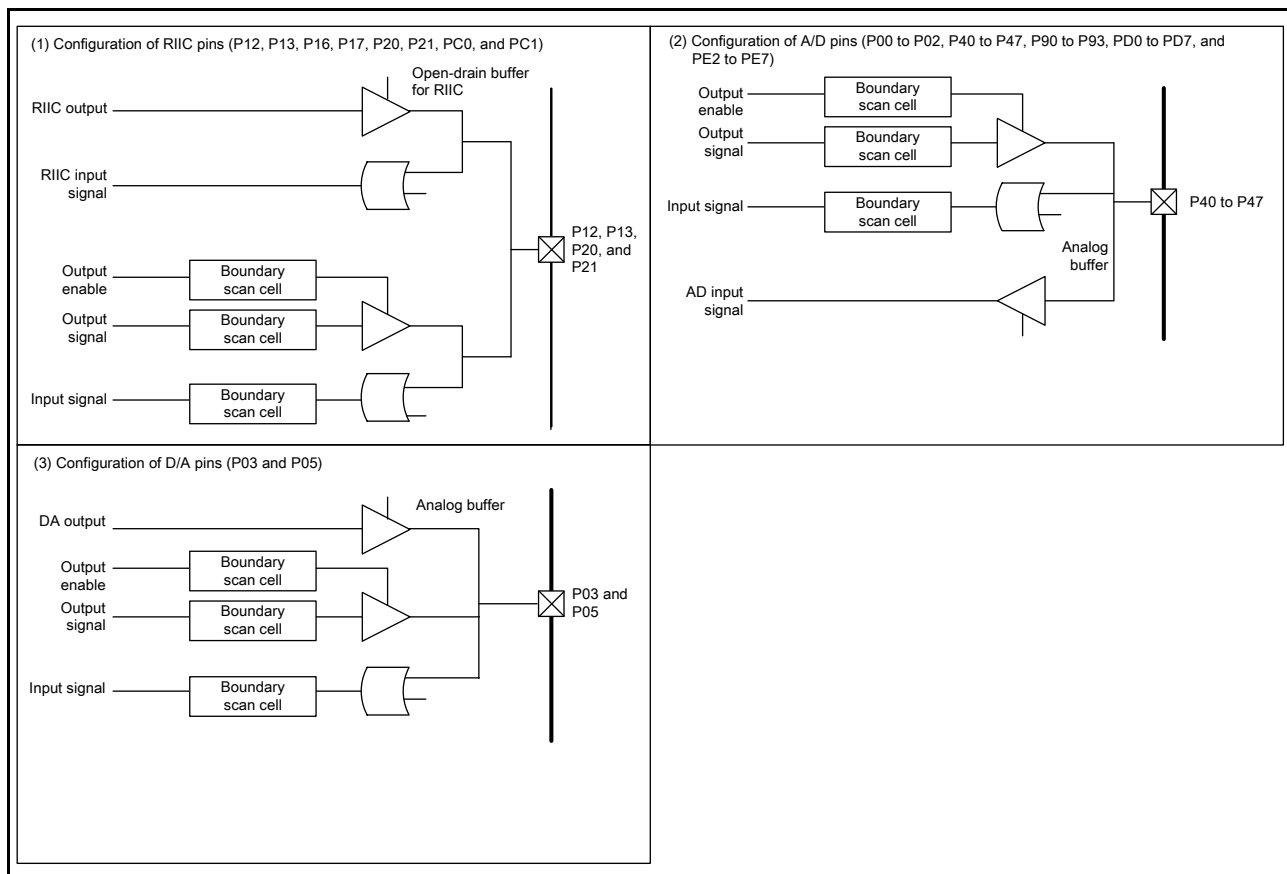 (1) Configuration of RIIC pins (P12, P13, P16, P17, P20, P21, PC0, and PC1)
Open-drain buffer
for RIIC
RIIC output
RIIC input
signal
P12, P13,
P20, and
P21
Output
enable
Boundary
scan cell
Output
signal
Boundary
scan cell
Input signal
Boundary
scan cell
(2) Configuration of A/D pins (P00 to P02, P40 to P47, P90 to P93, PD0 to PD7, and
PE2 to PE7)
Output
enable
Boundary
scan cell
Output
signal
Boundary
scan cell
Input signal
Boundary
scan cell
P40 to P47
Analog
buffer
AD input
signal
(3) Configuration of D/A pins (P03 and P05)
Analog buffer
DA output
Output
enable
Boundary
scan cell
Output
signal
Boundary
scan cell
P03 and
P05
Input signal
Boundary
scan cell